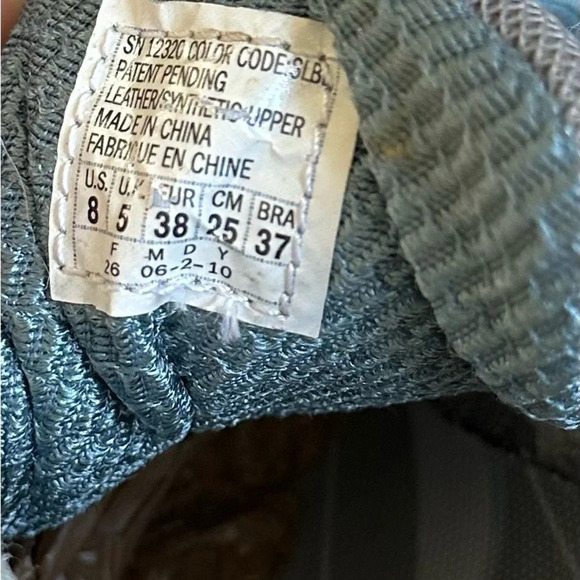 SN 12320 COLOR CODE:SLBL
PATENT PENDING
LEATHER/SYNTHETIC UPPER
MADE IN CHINA
FABRIQUE EN CHINE
U.S. U.K. EUR CM BRA
8 5 38 25 37
F M D Y
26 06-2-10